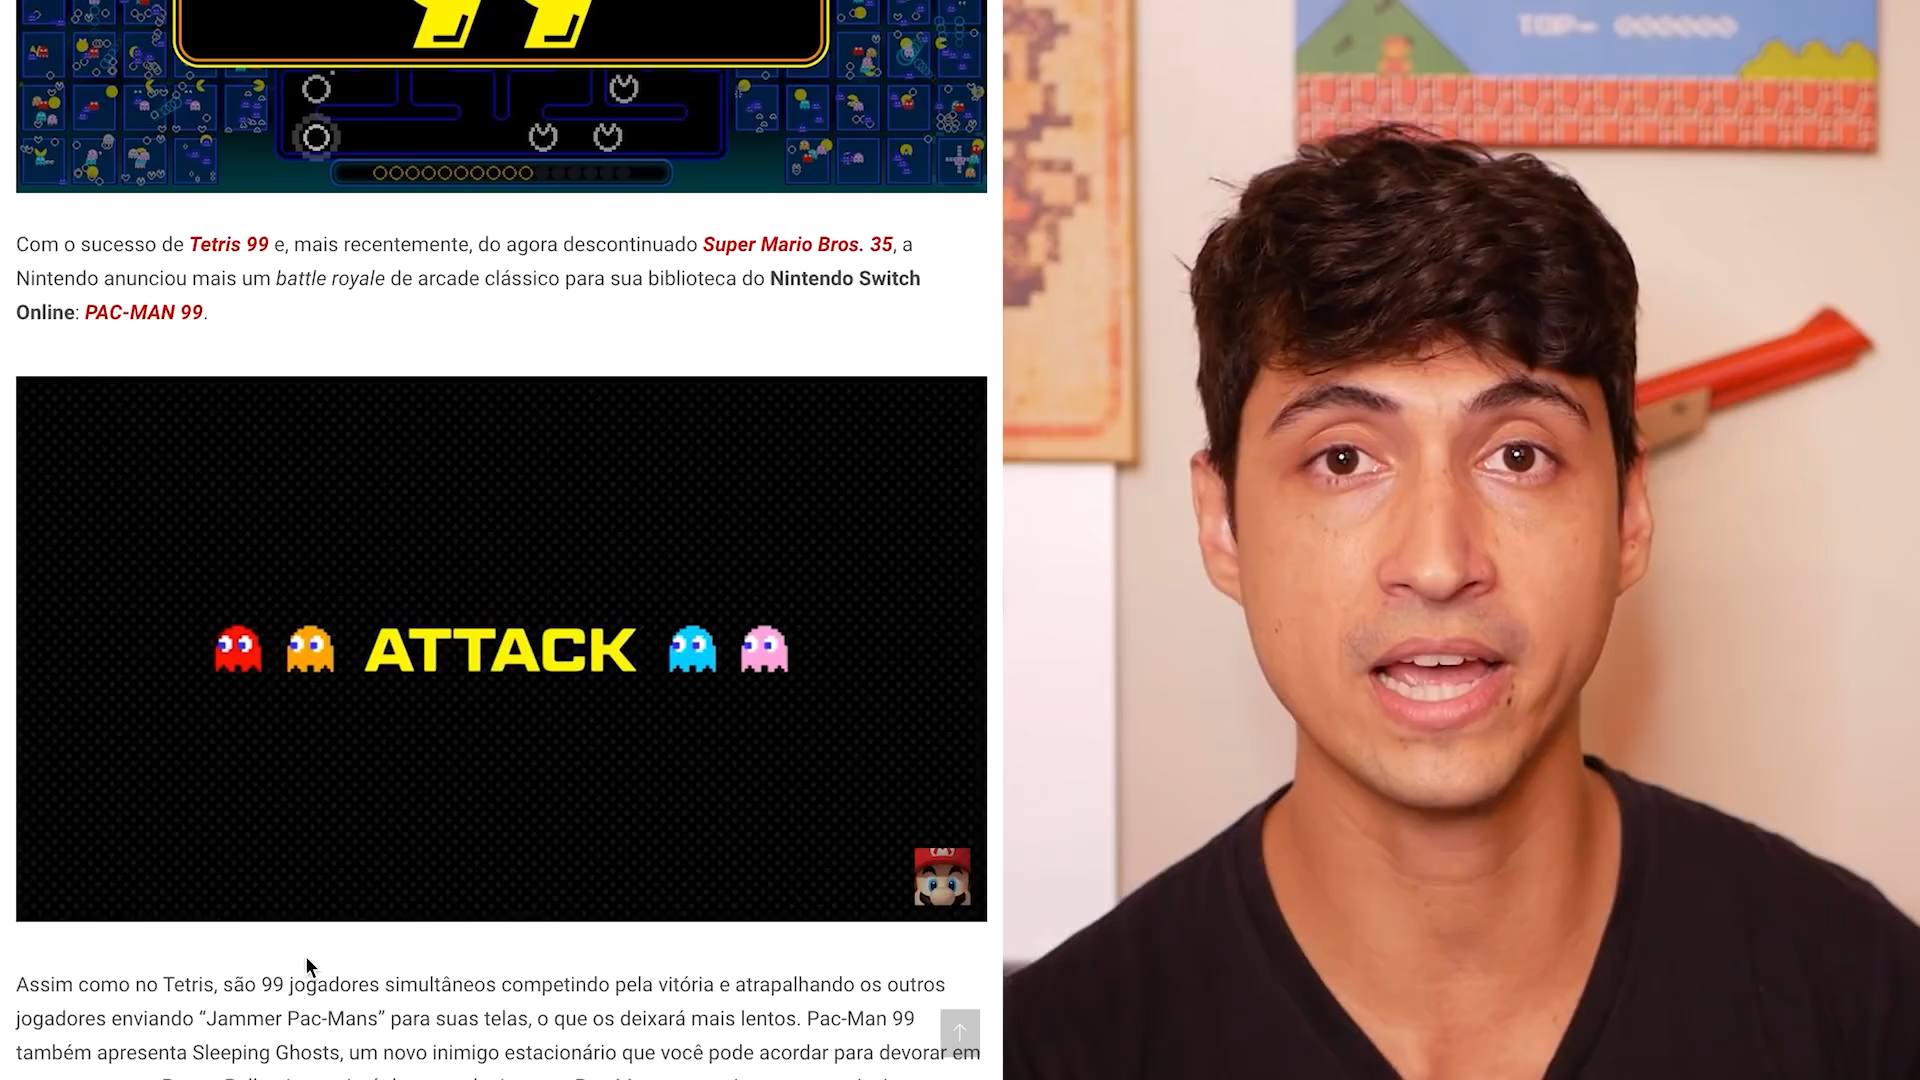 99
TOP- 000000
Com o sucesso de Tetris 99 e, mais recentemente, do agora descontinuado Super Mario Bros. 35, a
Nintendo anunciou mais um battle royale de arcade clássico para sua biblioteca do Nintendo Switch
Online: PAC-MAN 99.
ATTACK
Assim como no Tetris, são 99 jogadores simultâneos competindo pela vitória e atrapalhando os outros
jogadores enviando “Jammer Pac-Mans” para suas telas, o que os deixará mais lentos. Pac-Man 99
também apresenta Sleeping Ghosts, um novo inimigo estacionário que você pode acordar para devorar em